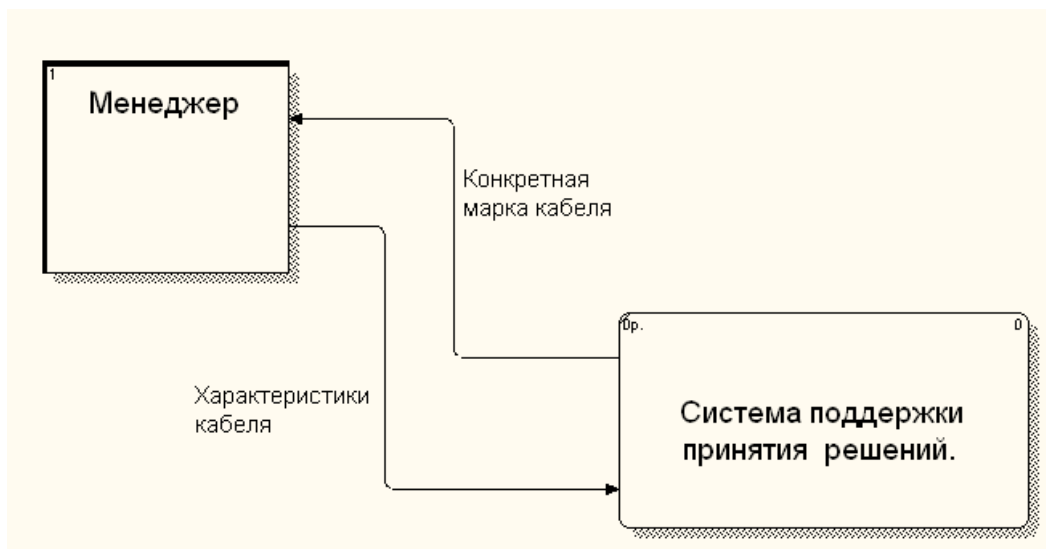 1
Менеджер
Конкретная
марка кабеля
Характеристики
кабеля
0р.
0
Система поддержки
принятия решений.